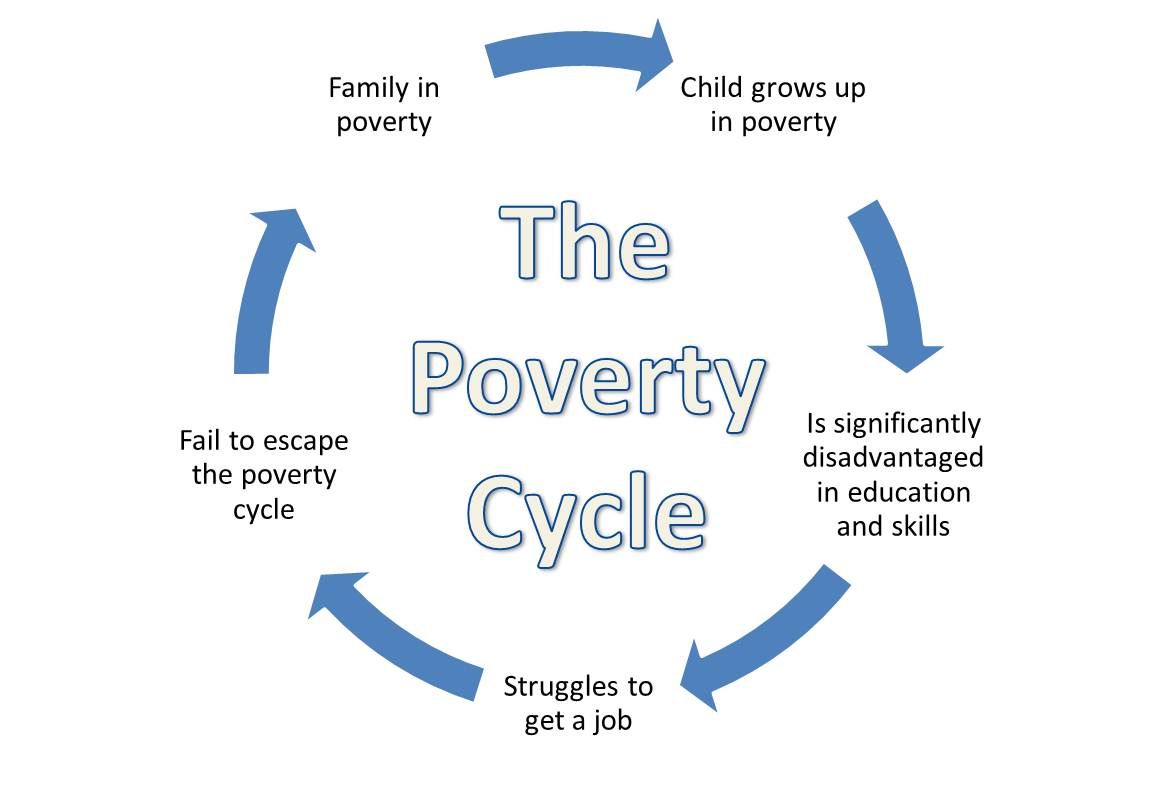 Family in
poverty
Child grows up
in poverty
The
Poverty
Cycle
Is significantly
disadvantaged
in education
and skills
Struggles to
get a job
Fail to escape
the poverty
cycle